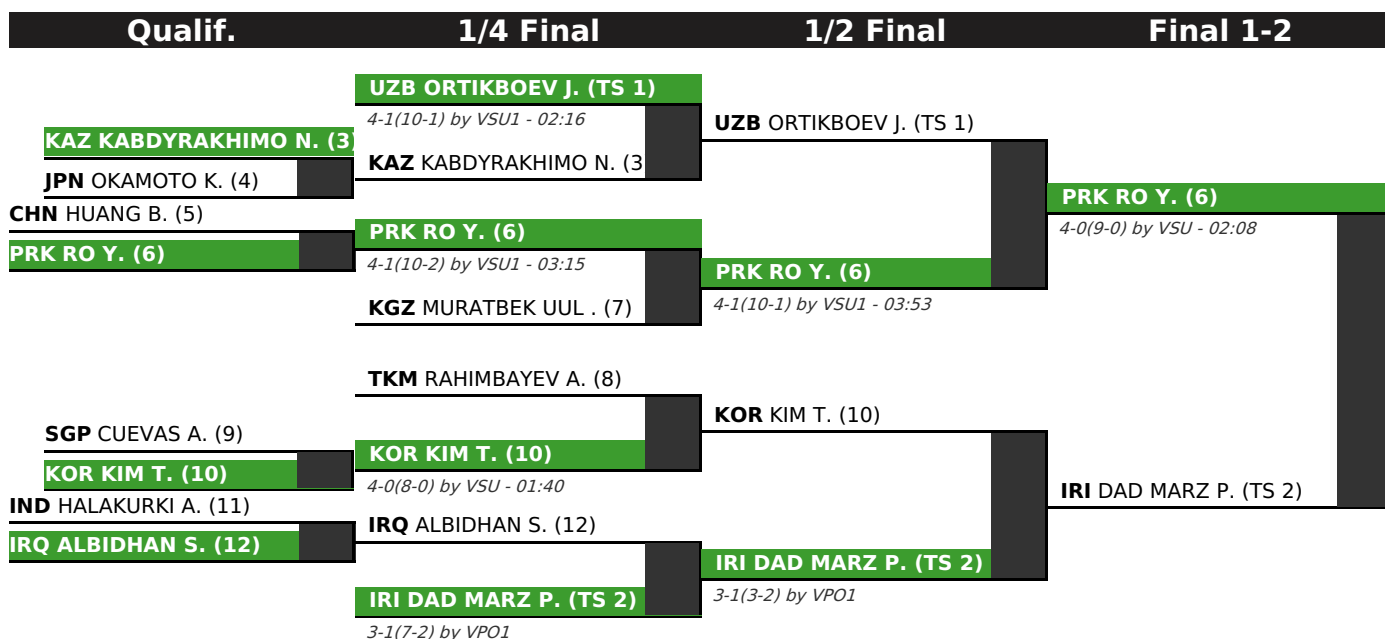 Qualif. 1/4 Final 1/2 Final Final 1-2
UZB ORTIKBOEV J. (TS 1)
4-1(10-1) by VSU1 - 02:16
UZB ORTIKBOEV J. (TS 1)
KAZ KABDYRAKHIMO N. (3)
KAZ KABDYRAKHIMO N. (3
JPN OKAMOTO K. (4)
PRK RO Y. (6)
4-0(9-0) by VSU - 02:08
CHN HUANG B. (5)
PRK RO Y. (6)
PRK RO Y. (6)
4-1(10-2) by VSU1 - 03:15
PRK RO Y. (6)
4-1(10-1) by VSU1 - 03:53
KGZ MURATBEK UUL . (7)
TKM RAHIMBAYEV A. (8)
KOR KIM T. (10)
SGP CUEVAS A. (9)
KOR KIM T. (10)
KOR KIM T. (10)
4-0(8-0) by VSU - 01:40
IRI DAD MARZ P. (TS 2)
IND HALAKURKI A. (11)
IRQ ALBIDHAN S. (12)
IRQ ALBIDHAN S. (12)
IRI DAD MARZ P. (TS 2)
3-1(3-2) by VPO1
IRI DAD MARZ P. (TS 2)
3-1(7-2) by VPO1